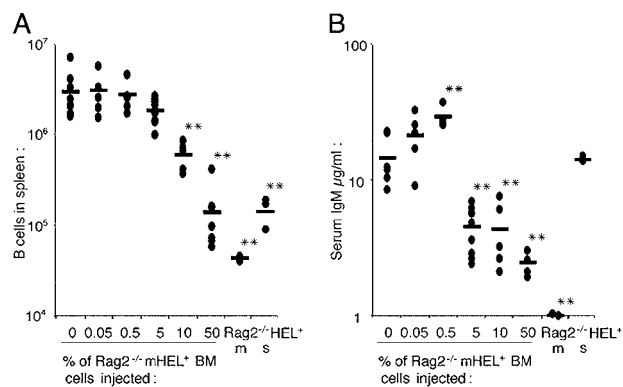 A
B cells in spleen :
10⁷
10⁶
10⁵
10⁴
**
**
**
**
0 0.05 0.5 5 10 50 Rag2⁻/⁻HEL⁺
m s
% of Rag2⁻/⁻mHEL⁺ BM
cells injected :
B
Serum IgM µg/ml :
100
10
1
**
**
**
**
**
0 0.05 0.5 5 10 50 Rag2⁻/⁻HEL⁺
m s
% of Rag2⁻/⁻mHEL⁺ BM
cells injected :